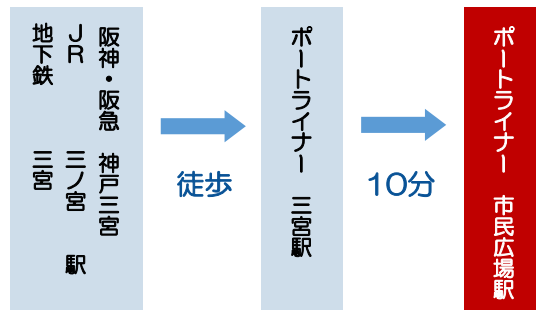 阪神・阪急 神戸三宮
JR 三ノ宮 駅
地下鉄 三宮
徒歩
ポートライナー 三宮駅
10分
ポートライナー 市民広場駅